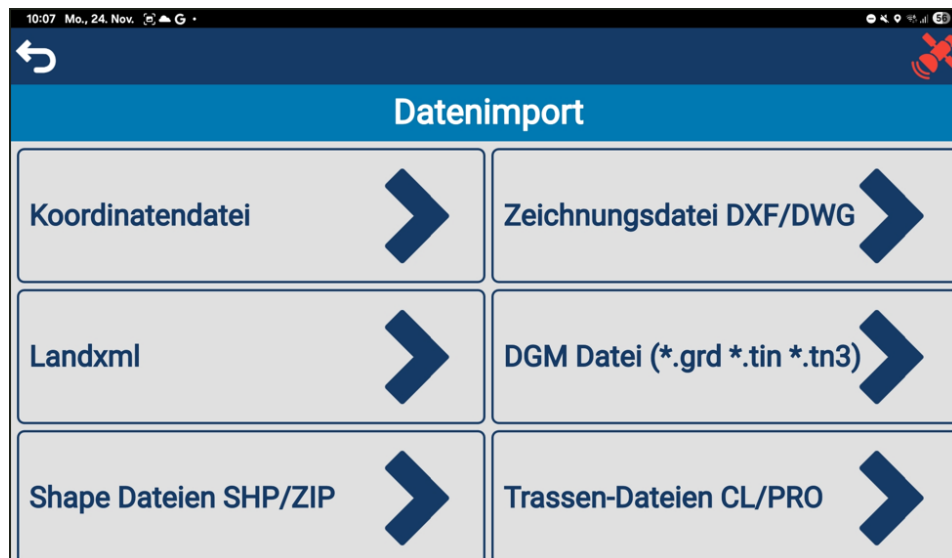 10:07 Mo., 24. Nov. G •
56
Datenimport
Koordinatendatei
Zeichnungsdatei DXF/DWG
Landxml
DGM Datei (*.grd *.tin *.tn3)
Shape Dateien SHP/ZIP
Trassen-Dateien CL/PRO